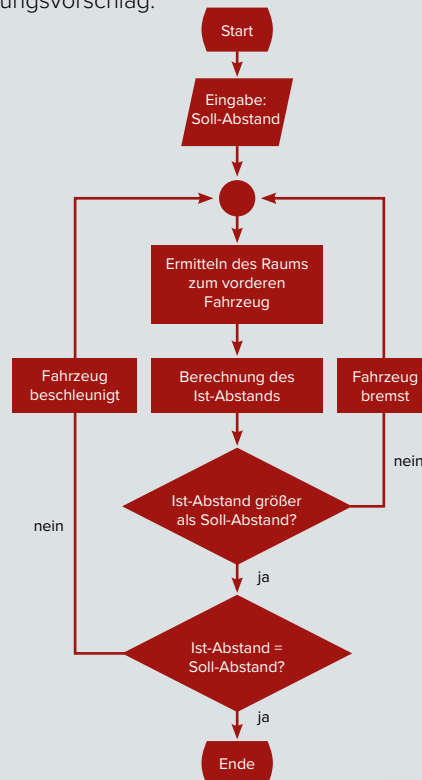 ungsvorschlag:
Start
Eingabe:
Soll-Abstand
Ermitteln des Raums
zum vorderen
Fahrzeug
Fahrzeug
beschleunigt
Berechnung des
Ist-Abstands
Fahrzeug
bremst
nein
Ist-Abstand größer
als Soll-Abstand?
nein
ja
Ist-Abstand =
Soll-Abstand?
ja
Ende